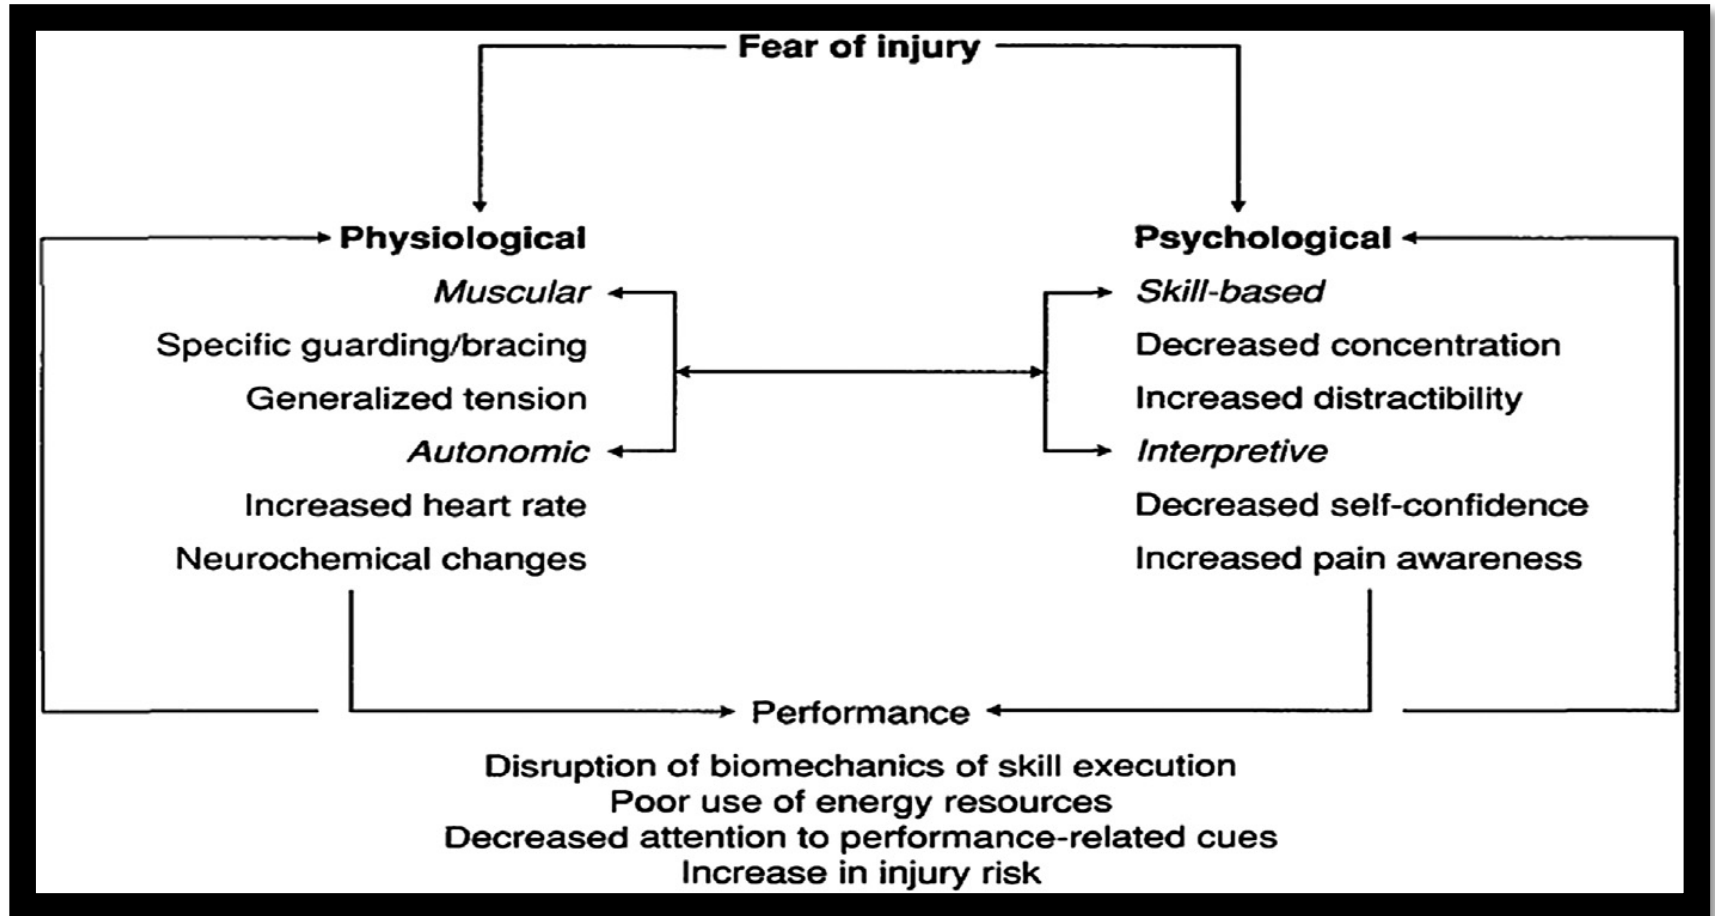 Fear of injury
Physiological
Muscular
Specific guarding/bracing
Generalized tension
Autonomic
Increased heart rate
Neurochemical changes
Psychological
Skill-based
Decreased concentration
Increased distractibility
Interpretive
Decreased self-confidence
Increased pain awareness
Performance
Disruption of biomechanics of skill execution
Poor use of energy resources
Decreased attention to performance-related cues
Increase in injury risk